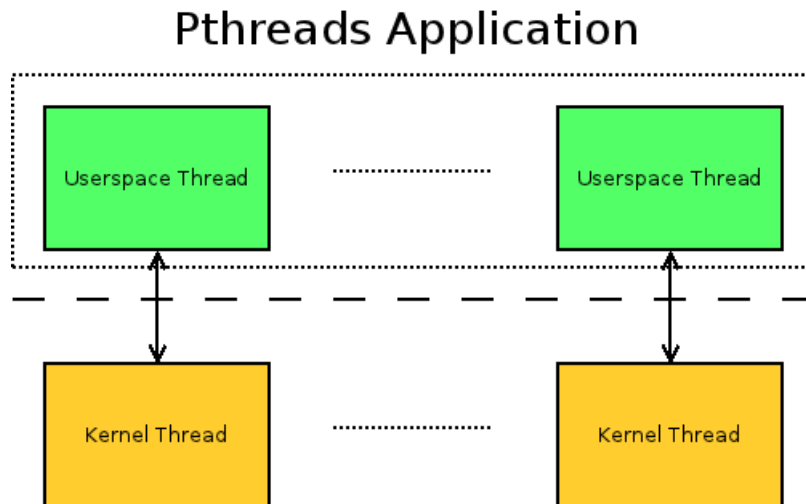 Pthreads Application
Userspace Thread
Userspace Thread
Kernel Thread
Kernel Thread